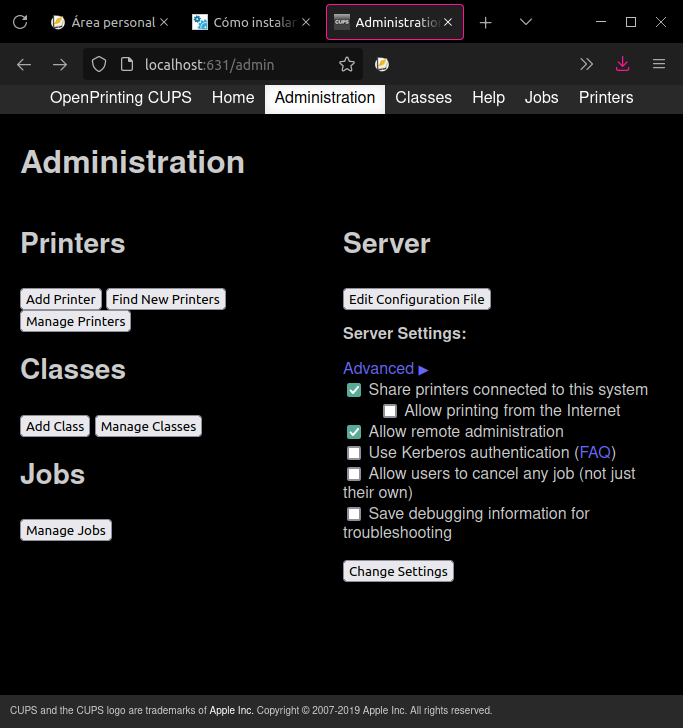 Área personal
Cómo instalar
CUPS
Administration
localhost:631/admin
OpenPrinting CUPS Home Administration Classes Help Jobs Printers
Administration
Printers
Add Printer Find New Printers
Manage Printers
Classes
Add Class Manage Classes
Jobs
Manage Jobs
Server
Edit Configuration File
Server Settings:
Advanced ▶
Share printers connected to this system
Allow printing from the Internet
Allow remote administration
Use Kerberos authentication (FAQ)
Allow users to cancel any job (not just
their own)
Save debugging information for
troubleshooting
Change Settings
CUPS and the CUPS logo are trademarks of Apple Inc. Copyright © 2007-2019 Apple Inc. All rights reserved.